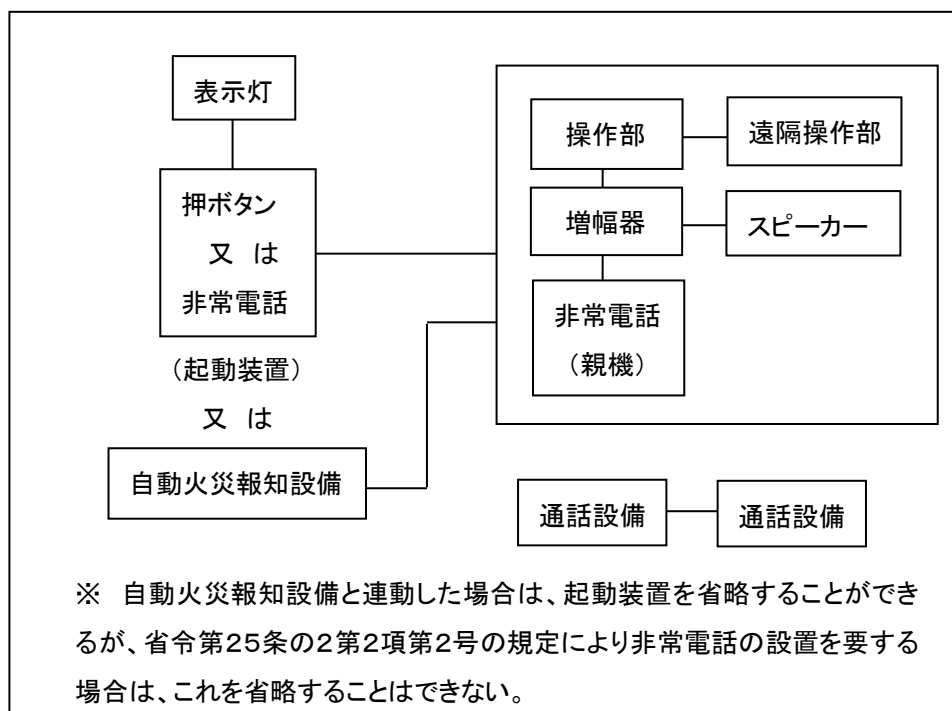 表示灯
押ボタン
又 は
非常電話
(起動装置)
又 は
自動火災報知設備
操作部
遠隔操作部
増幅器
スピーカー
非常電話
(親機)
通話設備
通話設備
※ 自動火災報知設備と連動した場合は、起動装置を省略することができ
るが、省令第25条の2第2項第2号の規定により非常電話の設置を要する
場合は、これを省略することはできない。